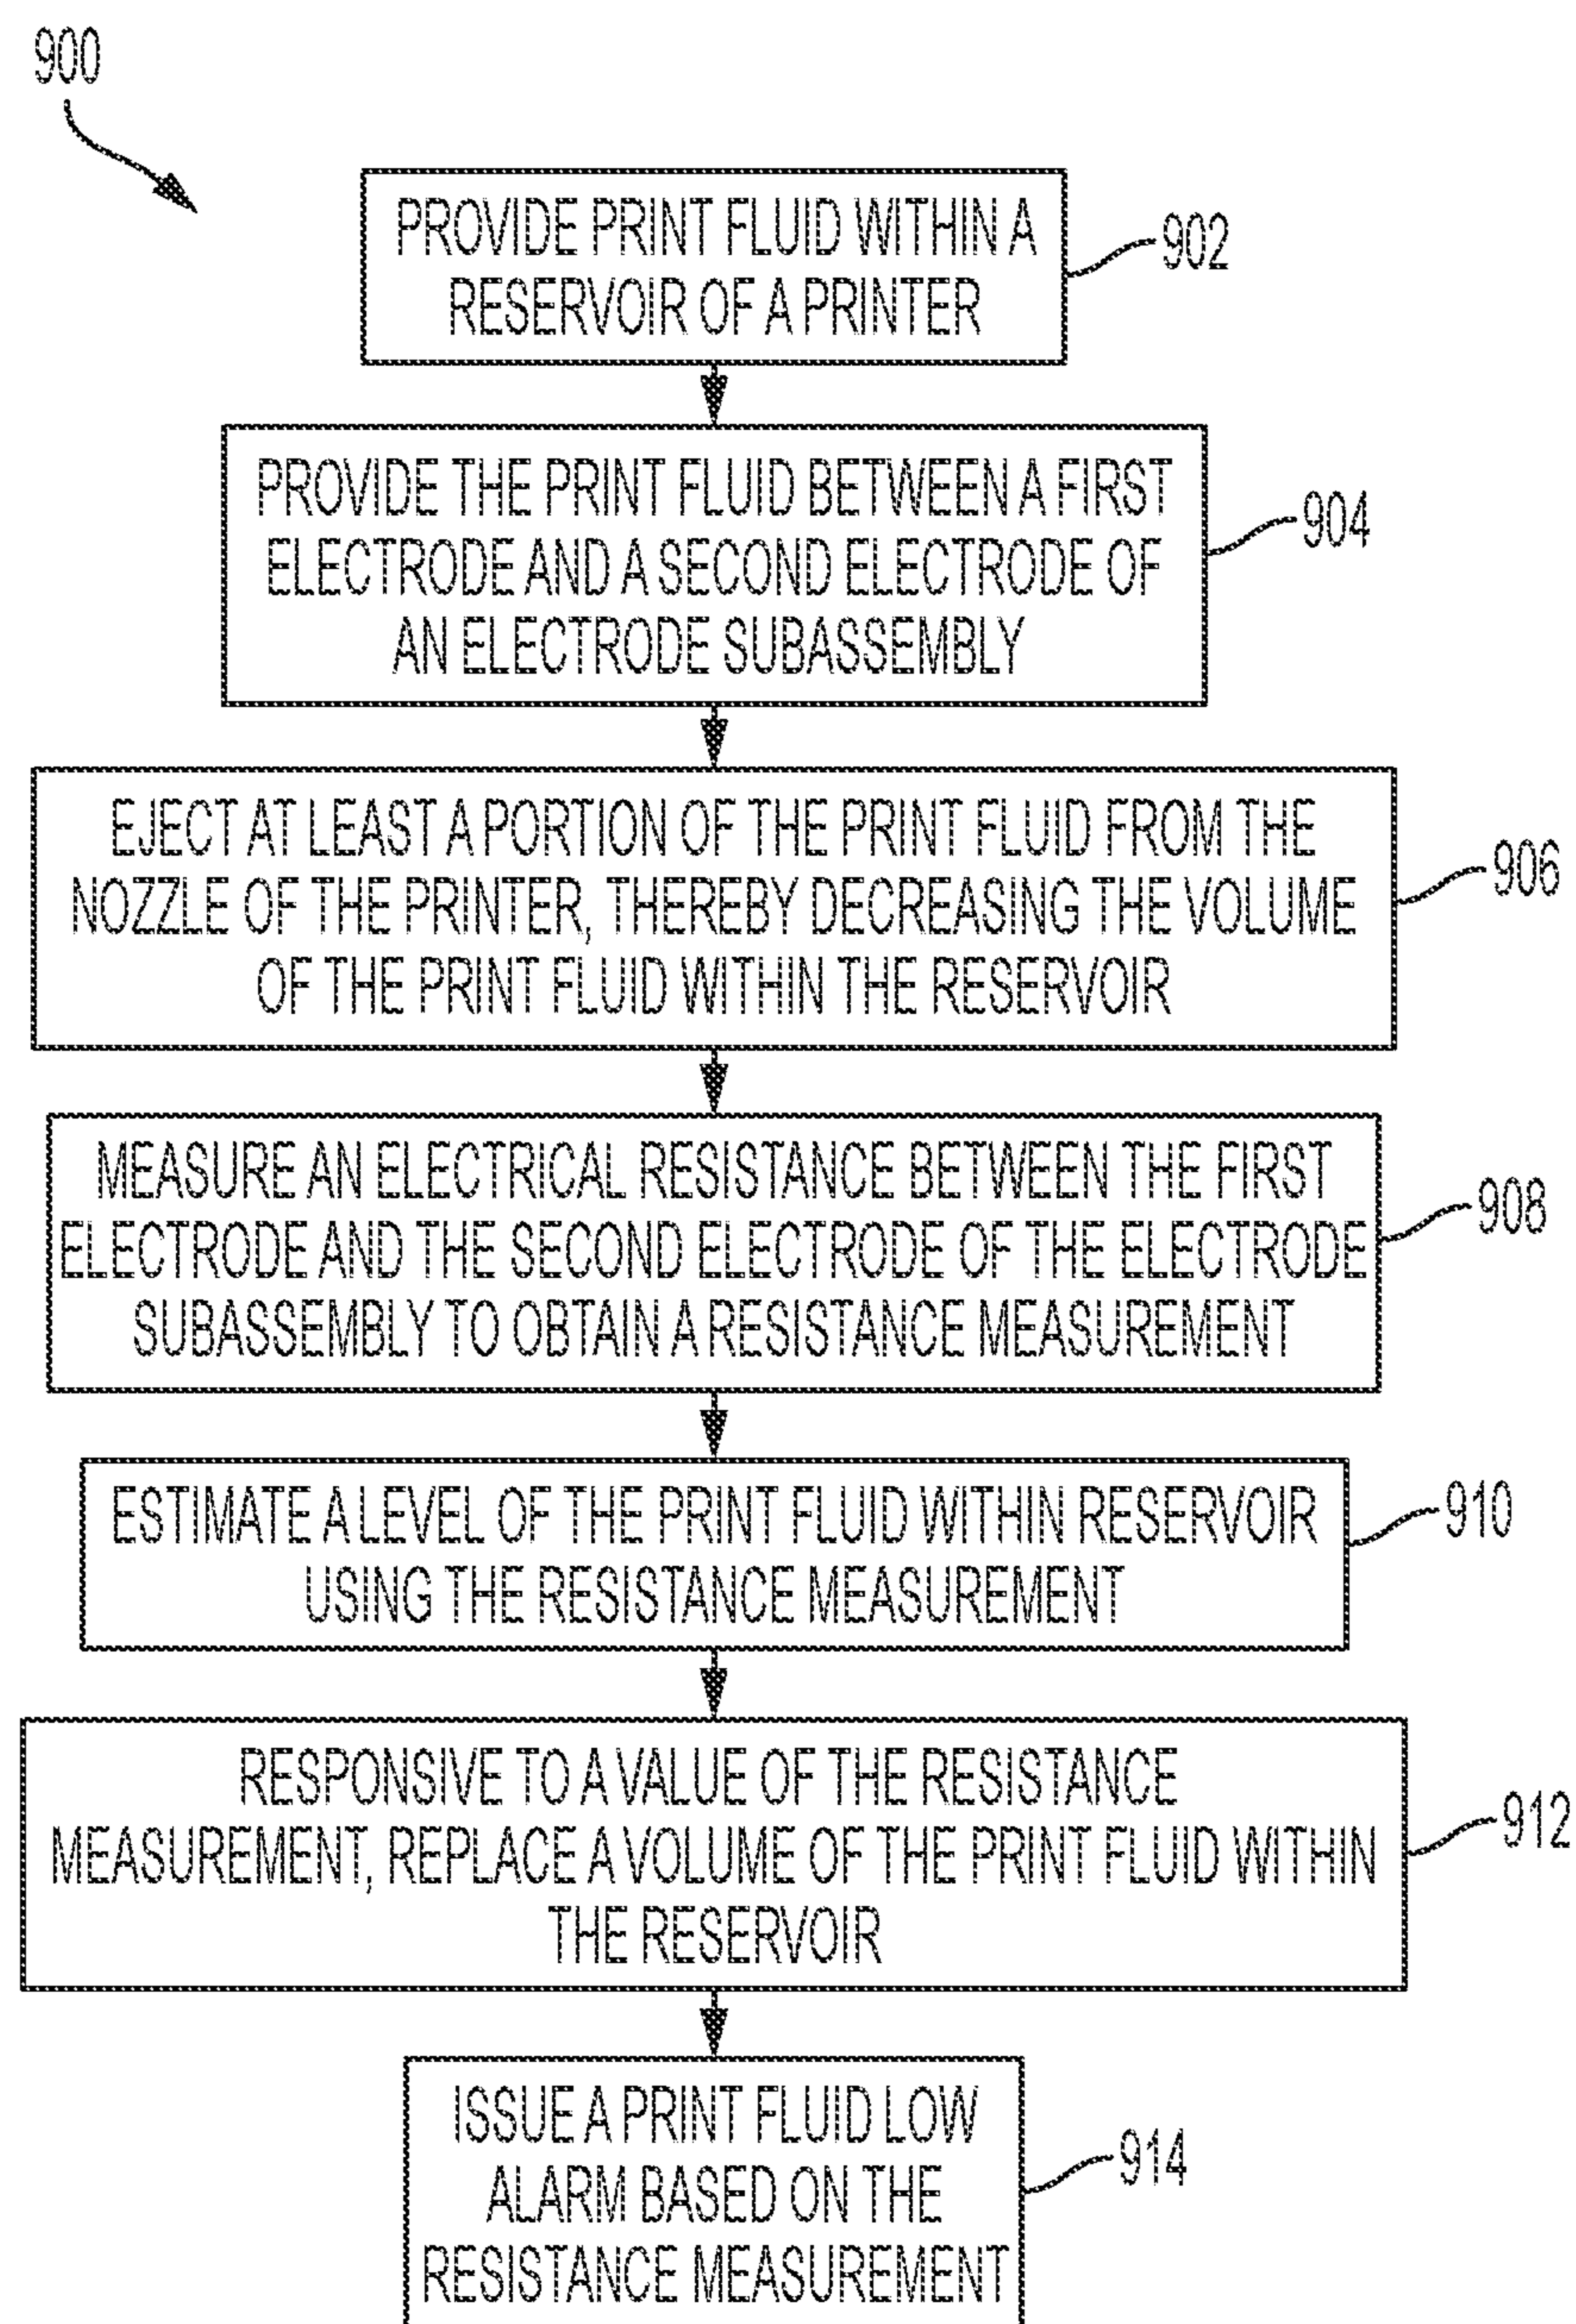 900
PROVIDE PRINT FLUID WITHIN A
RESERVOIR OF A PRINTER
902
PROVIDE THE PRINT FLUID BETWEEN A FIRST
ELECTRODE AND A SECOND ELECTRODE OF
AN ELECTRODE SUBASSEMBLY
904
EJECT AT LEAST A PORTION OF THE PRINT FLUID FROM THE
NOZZLE OF THE PRINTER, THEREBY DECREASING THE VOLUME
OF THE PRINT FLUID WITHIN THE RESERVOIR
906
MEASURE AN ELECTRICAL RESISTANCE BETWEEN THE FIRST
ELECTRODE AND THE SECOND ELECTRODE OF THE ELECTRODE
SUBASSEMBLY TO OBTAIN A RESISTANCE MEASUREMENT
908
ESTIMATE A LEVEL OF THE PRINT FLUID WITHIN RESERVOIR
USING THE RESISTANCE MEASUREMENT
910
RESPONSIVE TO A VALUE OF THE RESISTANCE
MEASUREMENT, REPLACE A VOLUME OF THE PRINT FLUID WITHIN
THE RESERVOIR
912
ISSUE A PRINT FLUID LOW
ALARM BASED ON THE
RESISTANCE MEASUREMENT
914